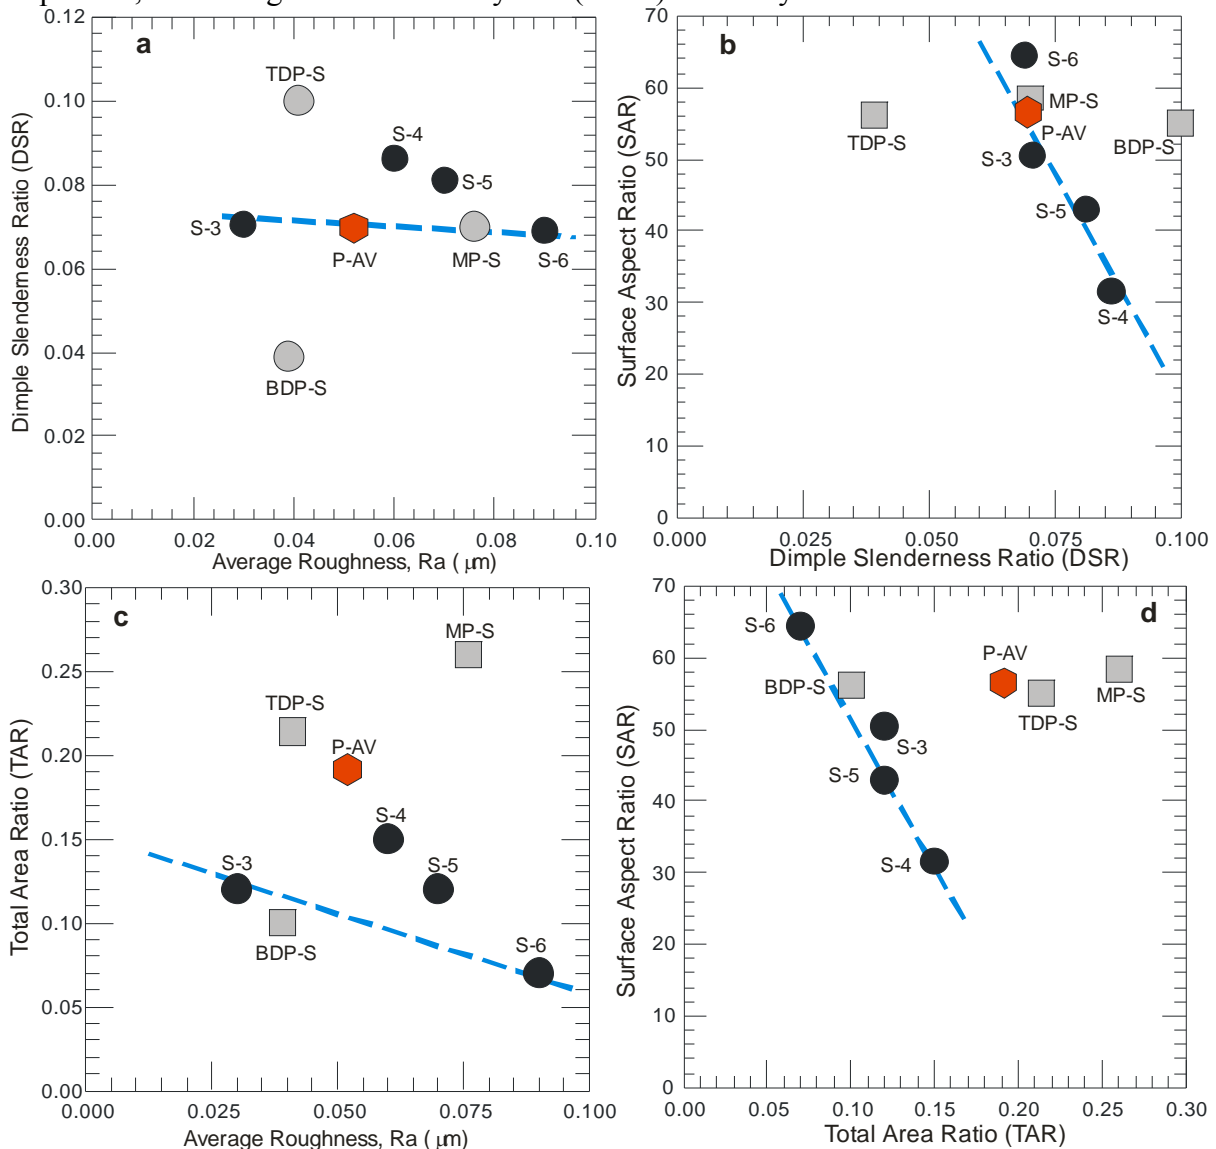 a
0.12
0.10
0.08
0.06
0.04
0.02
0.00
Dimple Slenderness Ratio (DSR)
TDP-S
S-4
S-5
S-3
P-AV
MP-S
S-6
BDP-S
0.00 0.02 0.04 0.06 0.08 0.10
Average Roughness, Ra ( μm)
b
70
60
50
40
30
20
10
0
Surface Aspect Ratio (SAR)
S-6
MP-S
TDP-S
P-AV
BDP-S
S-3
S-5
S-4
0.000 0.025 0.050 0.075 0.100
Dimple Slenderness Ratio (DSR)
c
0.30
0.25
0.20
0.15
0.10
0.05
0.00
Total Area Ratio (TAR)
MP-S
TDP-S
P-AV
S-4
S-3
S-5
BDP-S
S-6
0.000 0.025 0.050 0.075 0.100
Average Roughness, Ra ( μm)
d
70
60
50
40
30
20
10
0
Surface Aspect Ratio (SAR)
S-6
P-AV
BDP-S
MP-S
TDP-S
S-3
S-5
S-4
0.00 0.05 0.10 0.15 0.20 0.25 0.30
Total Area Ratio (TAR)